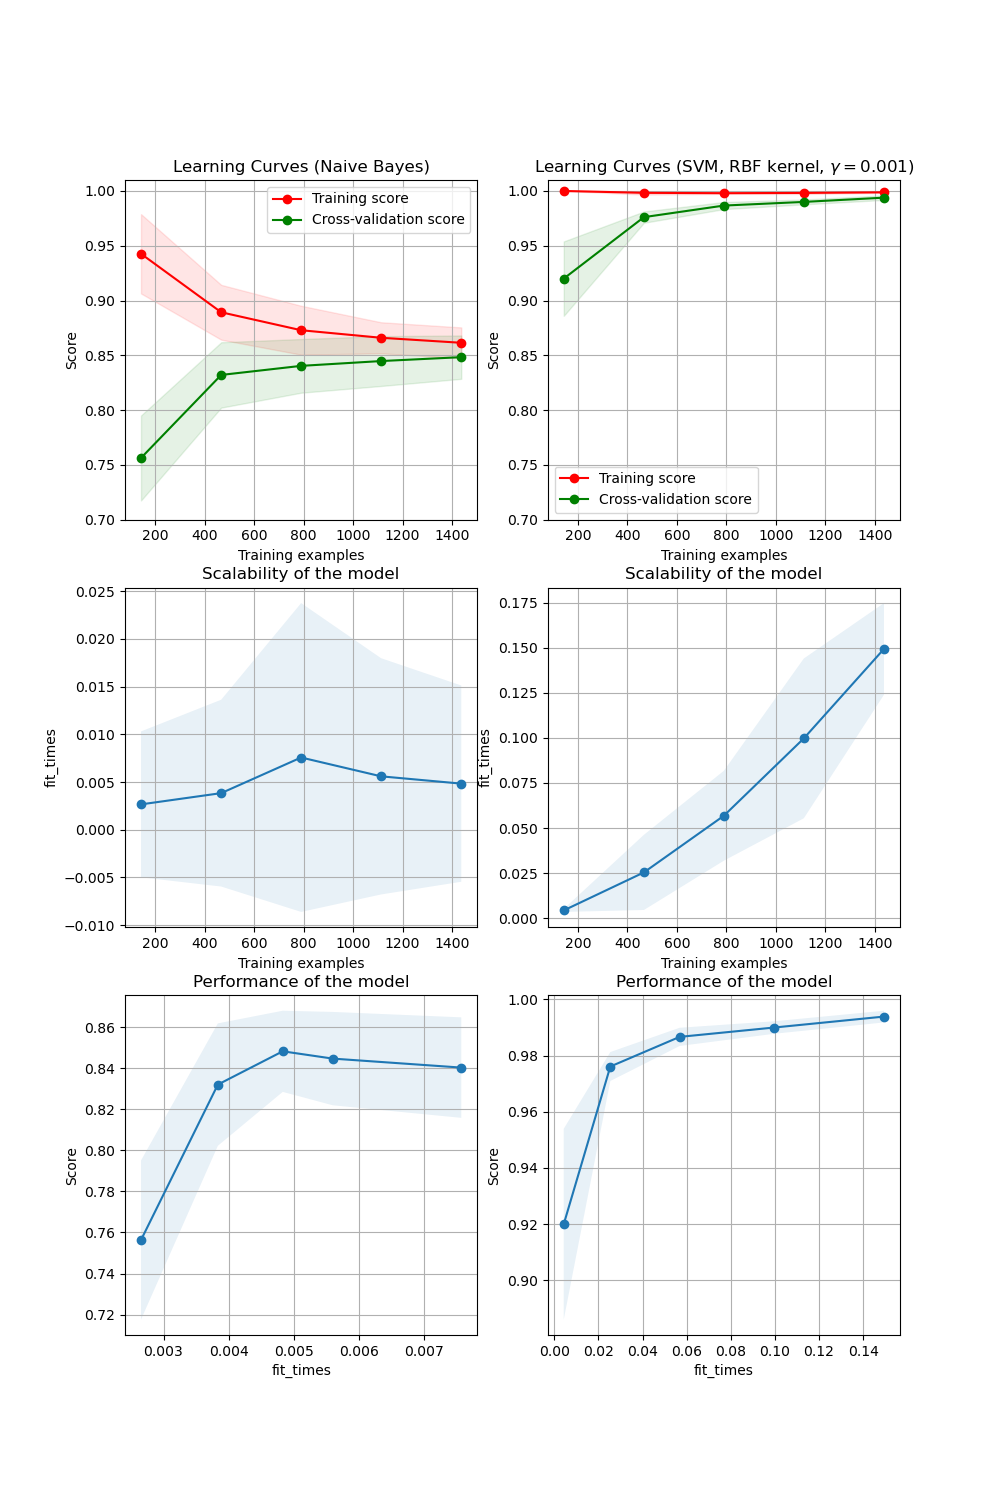 Learning Curves (Naive Bayes)
1.00
0.95
0.90
0.85
0.80
0.75
0.70
Score
Training score
Cross-validation score
200 400 600 800 1000 1200 1400
Training examples
Learning Curves (SVM, RBF kernel, γ = 0.001)
1.00
0.95
0.90
0.85
0.80
0.75
0.70
Score
Training score
Cross-validation score
200 400 600 800 1000 1200 1400
Training examples
Scalability of the model
0.025
0.020
0.015
0.010
0.005
0.000
−0.005
−0.010
fit_times
200 400 600 800 1000 1200 1400
Training examples
Scalability of the model
0.175
0.150
0.125
0.100
0.075
0.050
0.025
0.000
fit_times
200 400 600 800 1000 1200 1400
Training examples
Performance of the model
0.86
0.84
0.82
0.80
0.78
0.76
0.74
0.72
Score
0.003 0.004 0.005 0.006 0.007
fit_times
Performance of the model
1.00
0.98
0.96
0.94
0.92
0.90
Score
0.00 0.02 0.04 0.06 0.08 0.10 0.12 0.14
fit_times